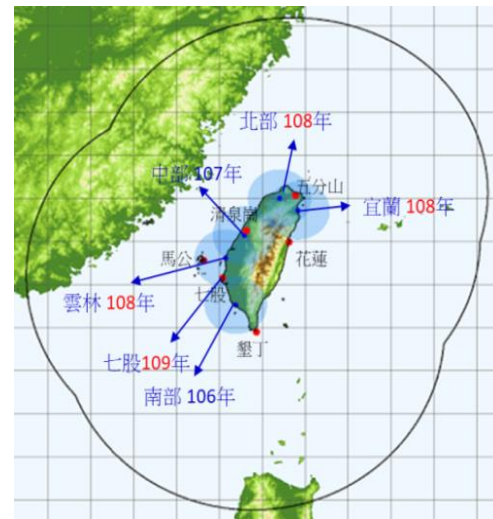 北部 108年
中部 107年
五分山
宜蘭 108年
清泉崗
花蓮
馬公
雲林 108年
七股
墾丁
七股109年
南部 106年